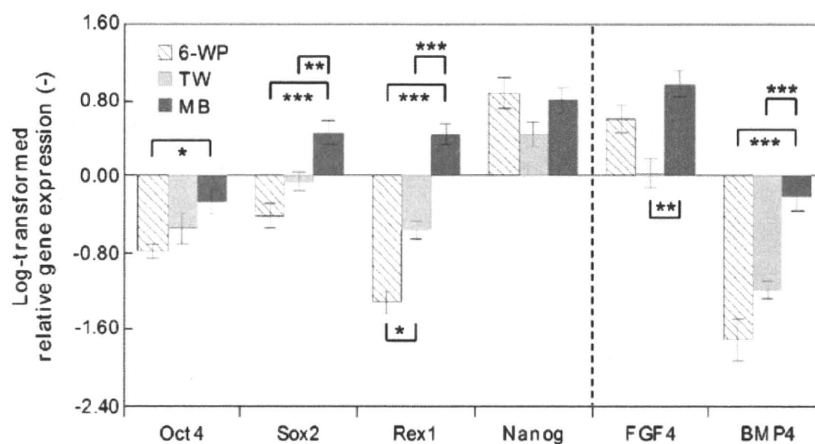 Log-transformed
relative gene expression (-)
1.60
0.80
0.00
-0.80
-1.60
-2.40
6-WP
TW
MB
*
**
***
***
***
*
**
***
***
Oct4 Sox2 Rex1 Nanog FGF4 BMP4